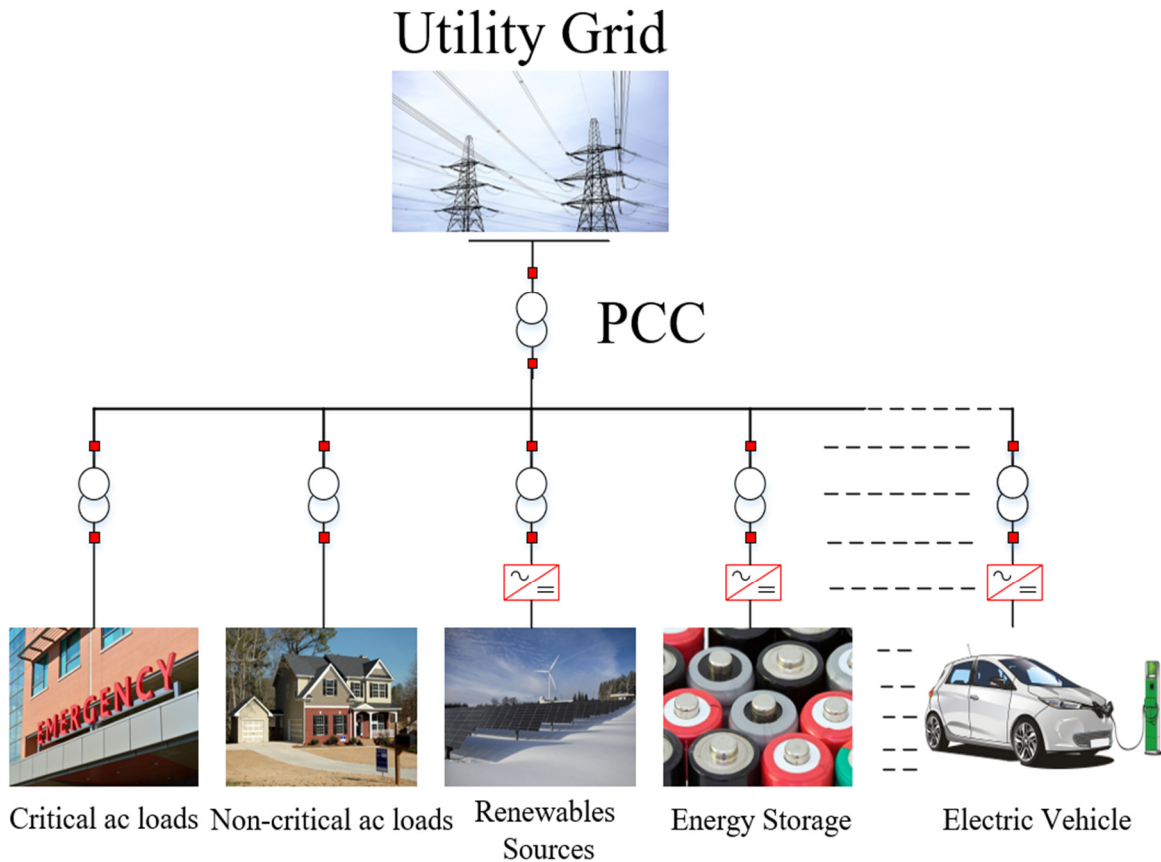 Utility Grid
PCC
EMERGENCY
Critical ac loads
Non-critical ac loads
Renewables
Sources
Energy Storage
Electric Vehicle